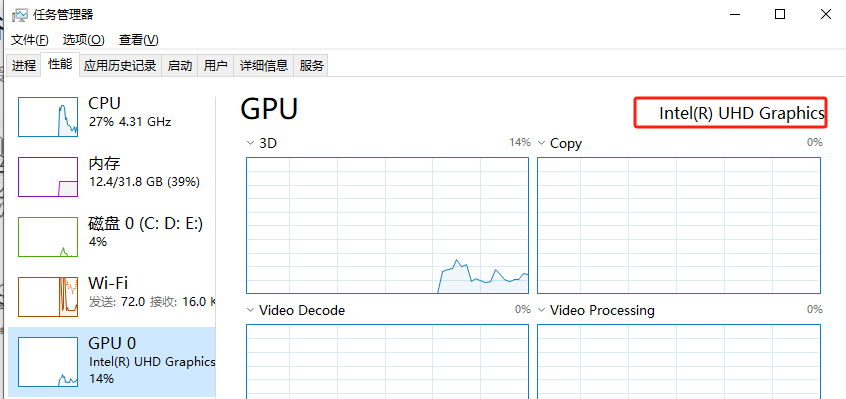 任务管理器
文件(F) 选项(O) 查看(V)
进程 性能 应用历史记录 启动 用户 详细信息 服务
CPU
27% 4.31 GHz
内存
12.4/31.8 GB (39%)
磁盘 0 (C: D: E:)
4%
Wi-Fi
发送: 72.0 接收: 16.0 K
GPU 0
Intel(R) UHD Graphics
14%
GPU
Intel(R) UHD Graphics
3D 14%
Copy 0%
Video Decode 0%
Video Processing 0%